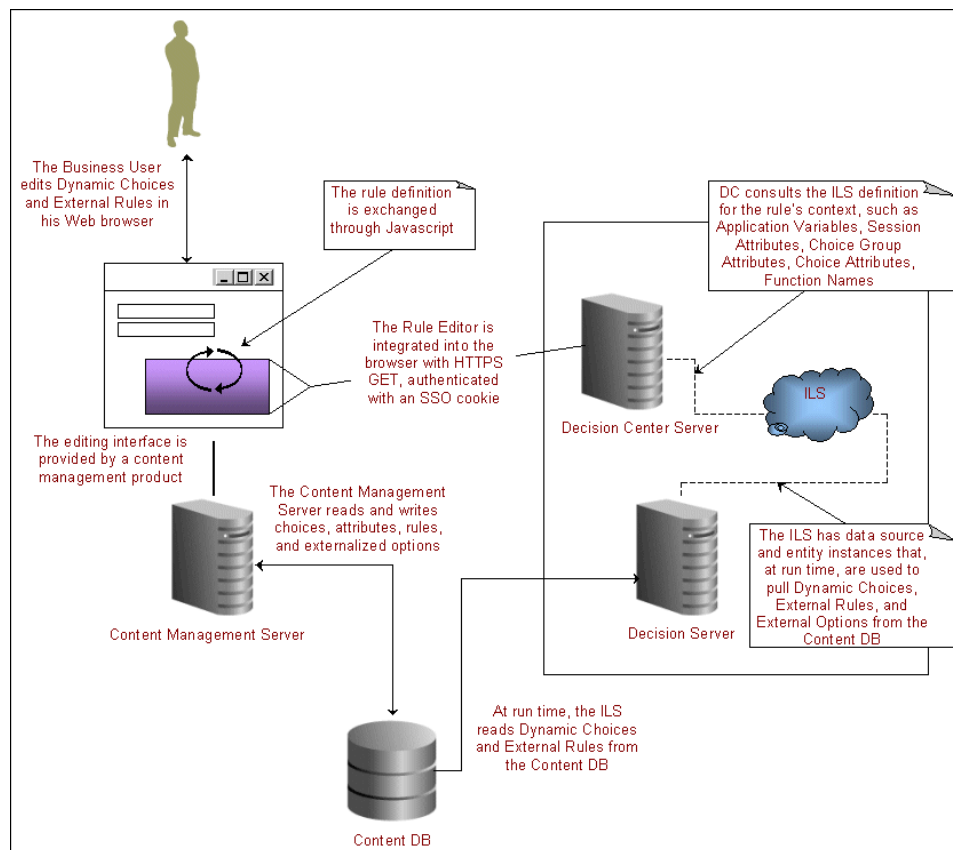 The Business User
edits Dynamic Choices
and External Rules in
his Web browser
The rule definition
is exchanged
through Javascript
DC consults the ILS definition
for the rule's context, such as
Application Variables, Session
Attributes, Choice Group
Attributes, Choice Attributes,
Function Names
The Rule Editor is
integrated into the
browser with HTTPS
GET, authenticated
with an SSO cookie
ILS
Decision Center Server
The editing interface is
provided by a content
management product
The Content Management
Server reads and writes
choices, attributes, rules,
and externalized options
The ILS has data source
and entity instances that,
at run time, are used to
pull Dynamic Choices,
External Rules, and
External Options from the
Content DB
Content Management Server
Decision Server
At run time, the ILS
reads Dynamic Choices
and External Rules from
the Content DB
Content DB